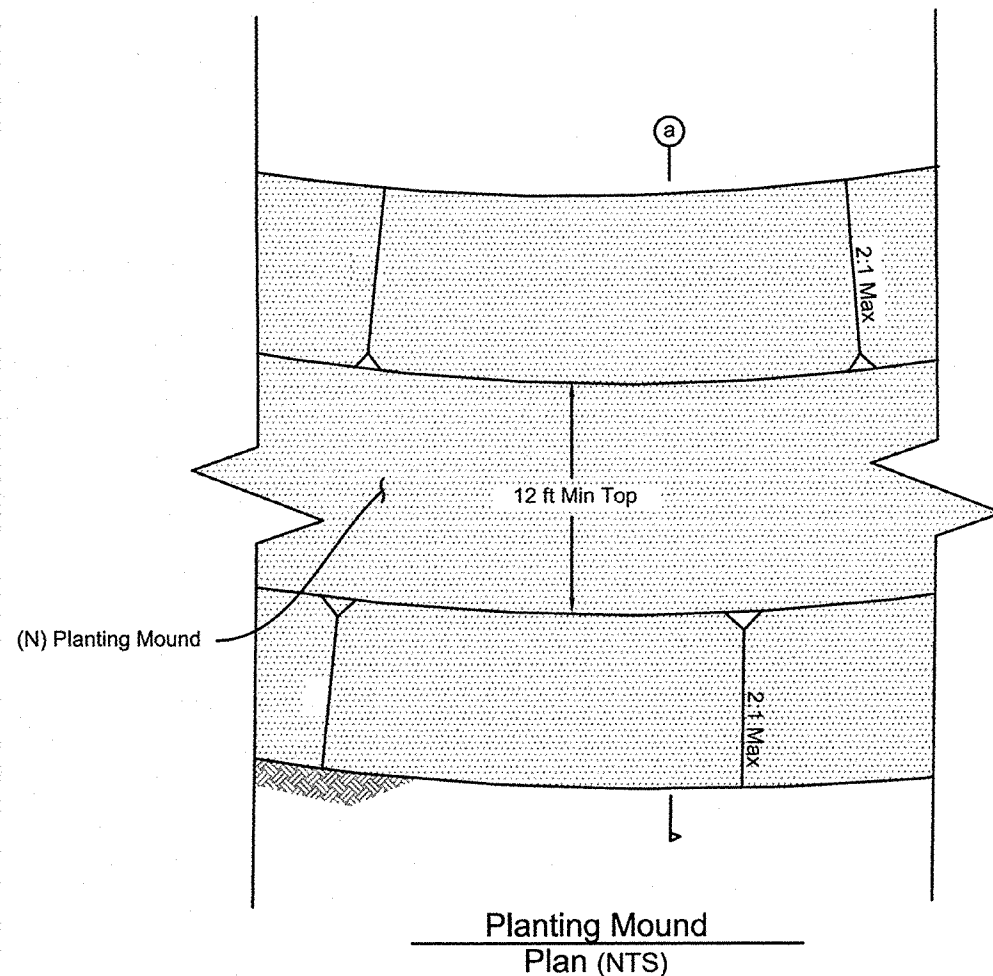 a
2:1 Max
12 ft Min Top
(N) Planting Mound
2:1 Max
Planting Mound
Plan (NTS)